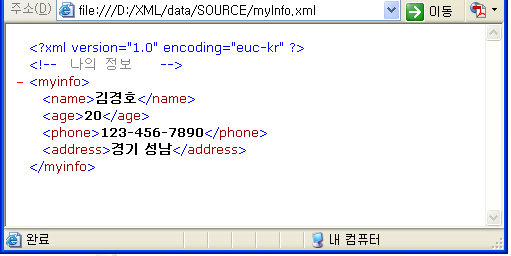 주소(D) file:///D:/XML/data/SOURCE/myInfo.xml 이동
<?xml version="1.0" encoding="euc-kr" ?>
<!-- 나의 정보 -->
- <myinfo>
<name>김경호</name>
<age>20</age>
<phone>123-456-7890</phone>
<address>경기 성남</address>
</myinfo>
완료 내 컴퓨터